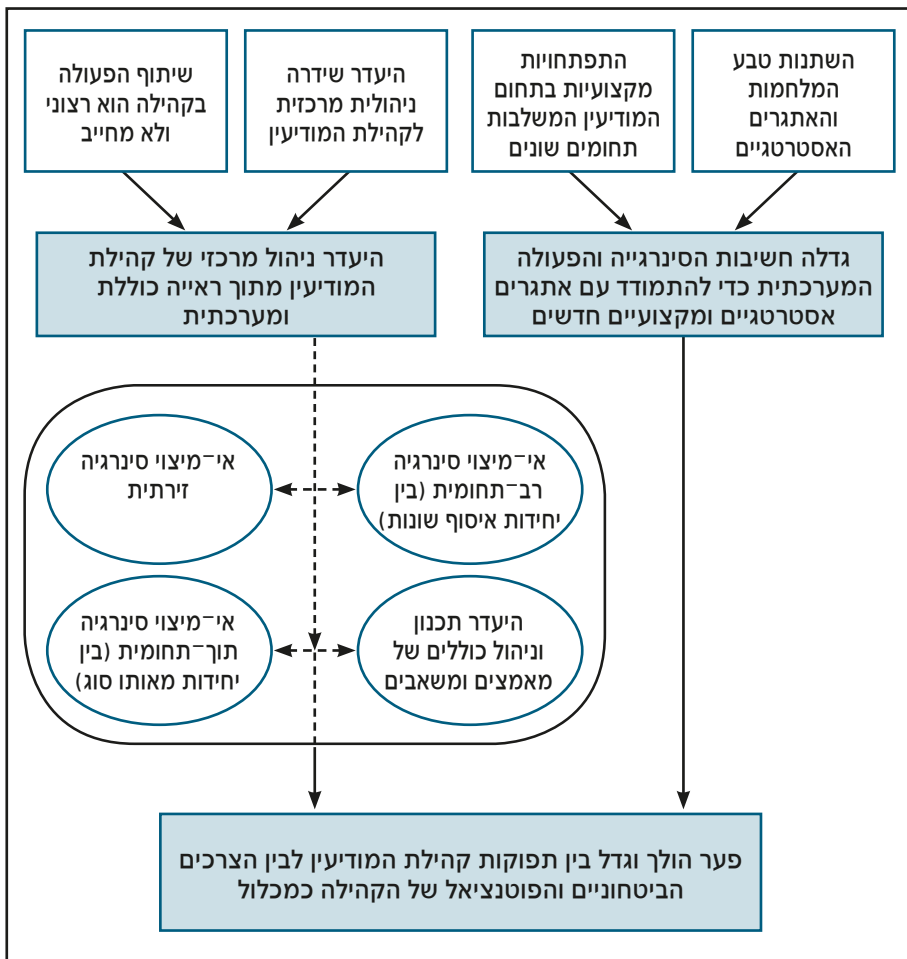 השתנות טבע
המלחמות
והאתגרים
האסטרטגיים
התפתחויות
מקצועיות בתחום
המודיעין המשלבות
תחומים שונים
היעדר שידרה
ניהולית מרכזית
לקהילת המודיעין
שיתוף הפעולה
בקהילה הוא רצוני
ולא מחייב
גדלה חשיבות הסינרגייה והפעולה
המערכתית כדי להתמודד עם אתגרים
אסטרטגיים ומקצועיים חדשים
היעדר ניהול מרכזי של קהילת
המודיעין מתוך ראייה כוללת
ומערכתית
אי־מיצוי סינרגיה
רב־תחומית (בין
יחידות איסוף שונות)
אי־מיצוי סינרגיה
זירתית
היעדר תכנון
וניהול כוללים של
מאמצים ומשאבים
אי־מיצוי סינרגיה
תוך־תחומית (בין
יחידות מאותו סוג)
פער הולך וגדל בין תפוקות קהילת המודיעין לבין הצרכים
הביטחוניים והפוטנציאל של הקהילה כמכלול